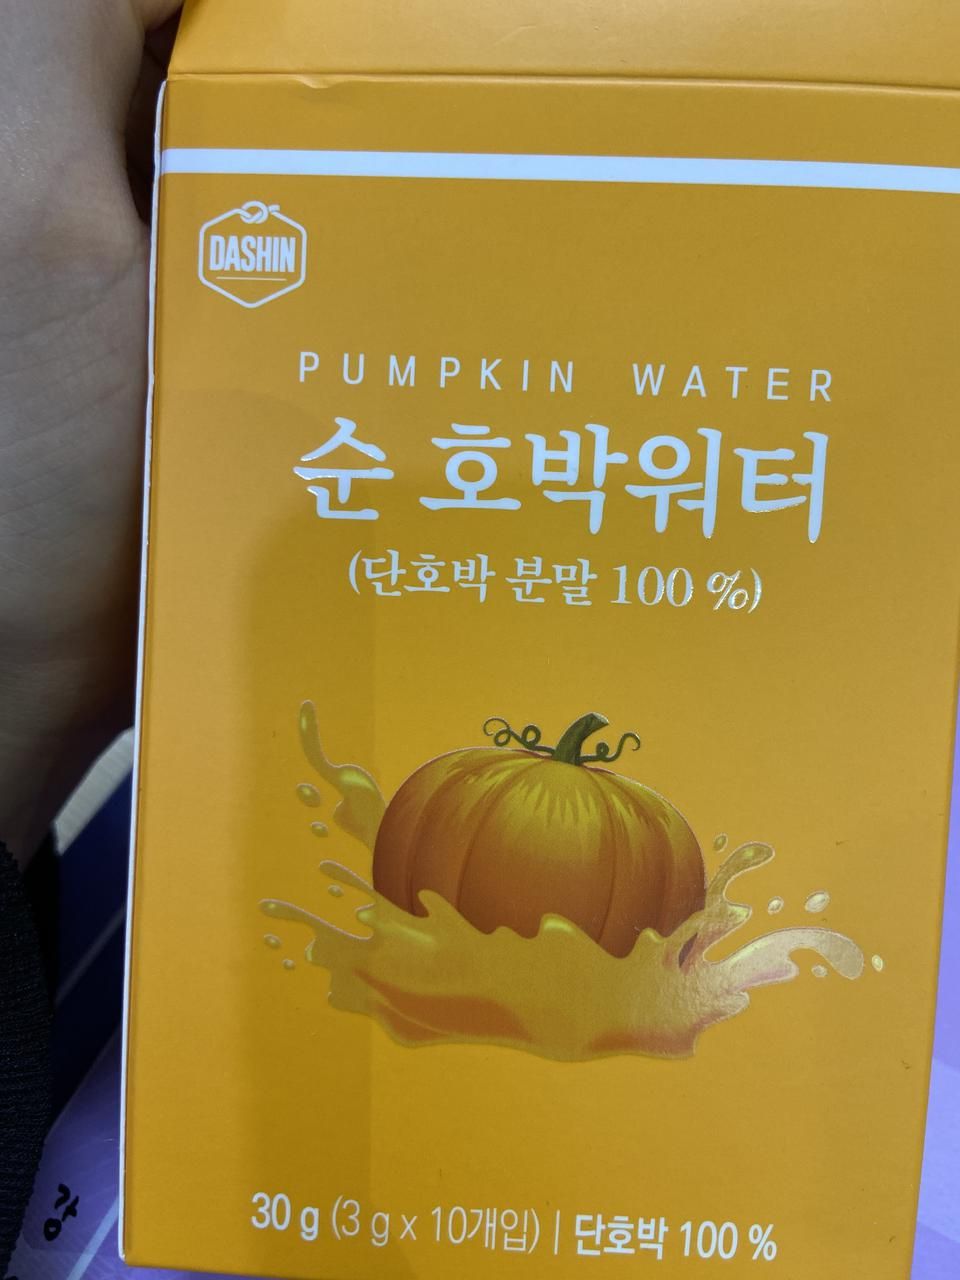 DASHIN
PUMPKIN WATER
순 호박워터
(단호박 분말 100 %)
30 g (3 g x 10개입) | 단호박 100 %
강